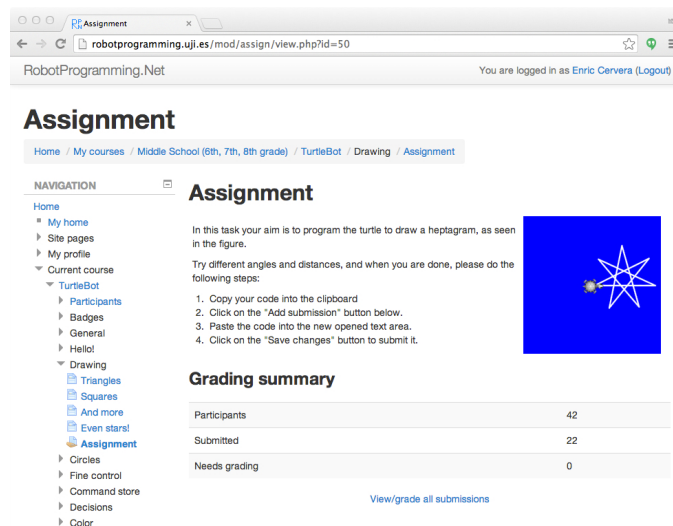 Assignment
robotprogramming.uji.es/mod/assign/view.php?id=50
RobotProgramming.Net
You are logged in as Enric Cervera (Logout)
Assignment
Home / My courses / Middle School (6th, 7th, 8th grade) / TurtleBot / Drawing / Assignment
NAVIGATION
Home
My home
Site pages
My profile
Current course
TurtleBot
Participants
Badges
General
Hello!
Drawing
Triangles
Squares
And more
Even stars!
Assignment
Circles
Fine control
Command store
Decisions
Color
Assignment
In this task your aim is to program the turtle to draw a heptagram, as seen
in the figure.
Try different angles and distances, and when you are done, please do the
following steps:
1. Copy your code into the clipboard
2. Click on the "Add submission" button below.
3. Paste the code into the new opened text area.
4. Click on the "Save changes" button to submit it.
Grading summary
Participants 42
Submitted 22
Needs grading 0
View/grade all submissions